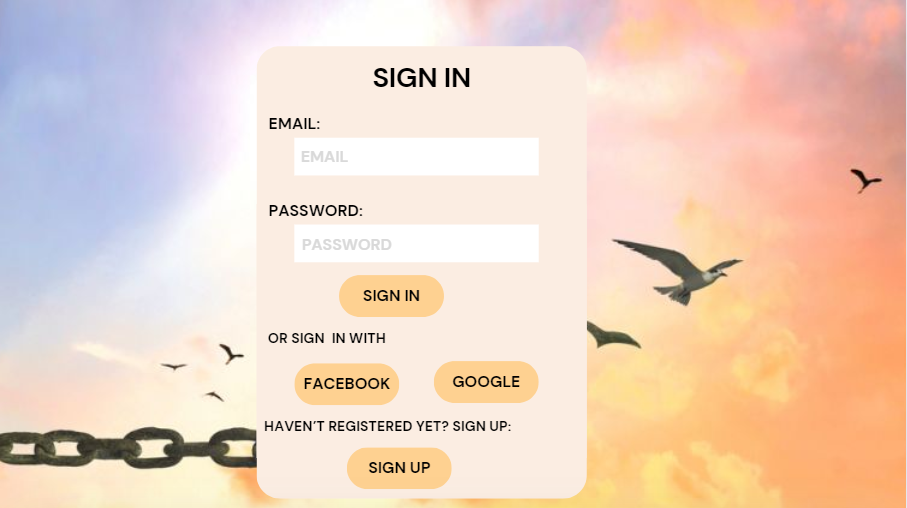 SIGN IN
EMAIL:
EMAIL
PASSWORD:
PASSWORD
SIGN IN
OR SIGN  IN WITH
FACEBOOK
GOOGLE
HAVEN'T REGISTERED YET? SIGN UP:
SIGN UP